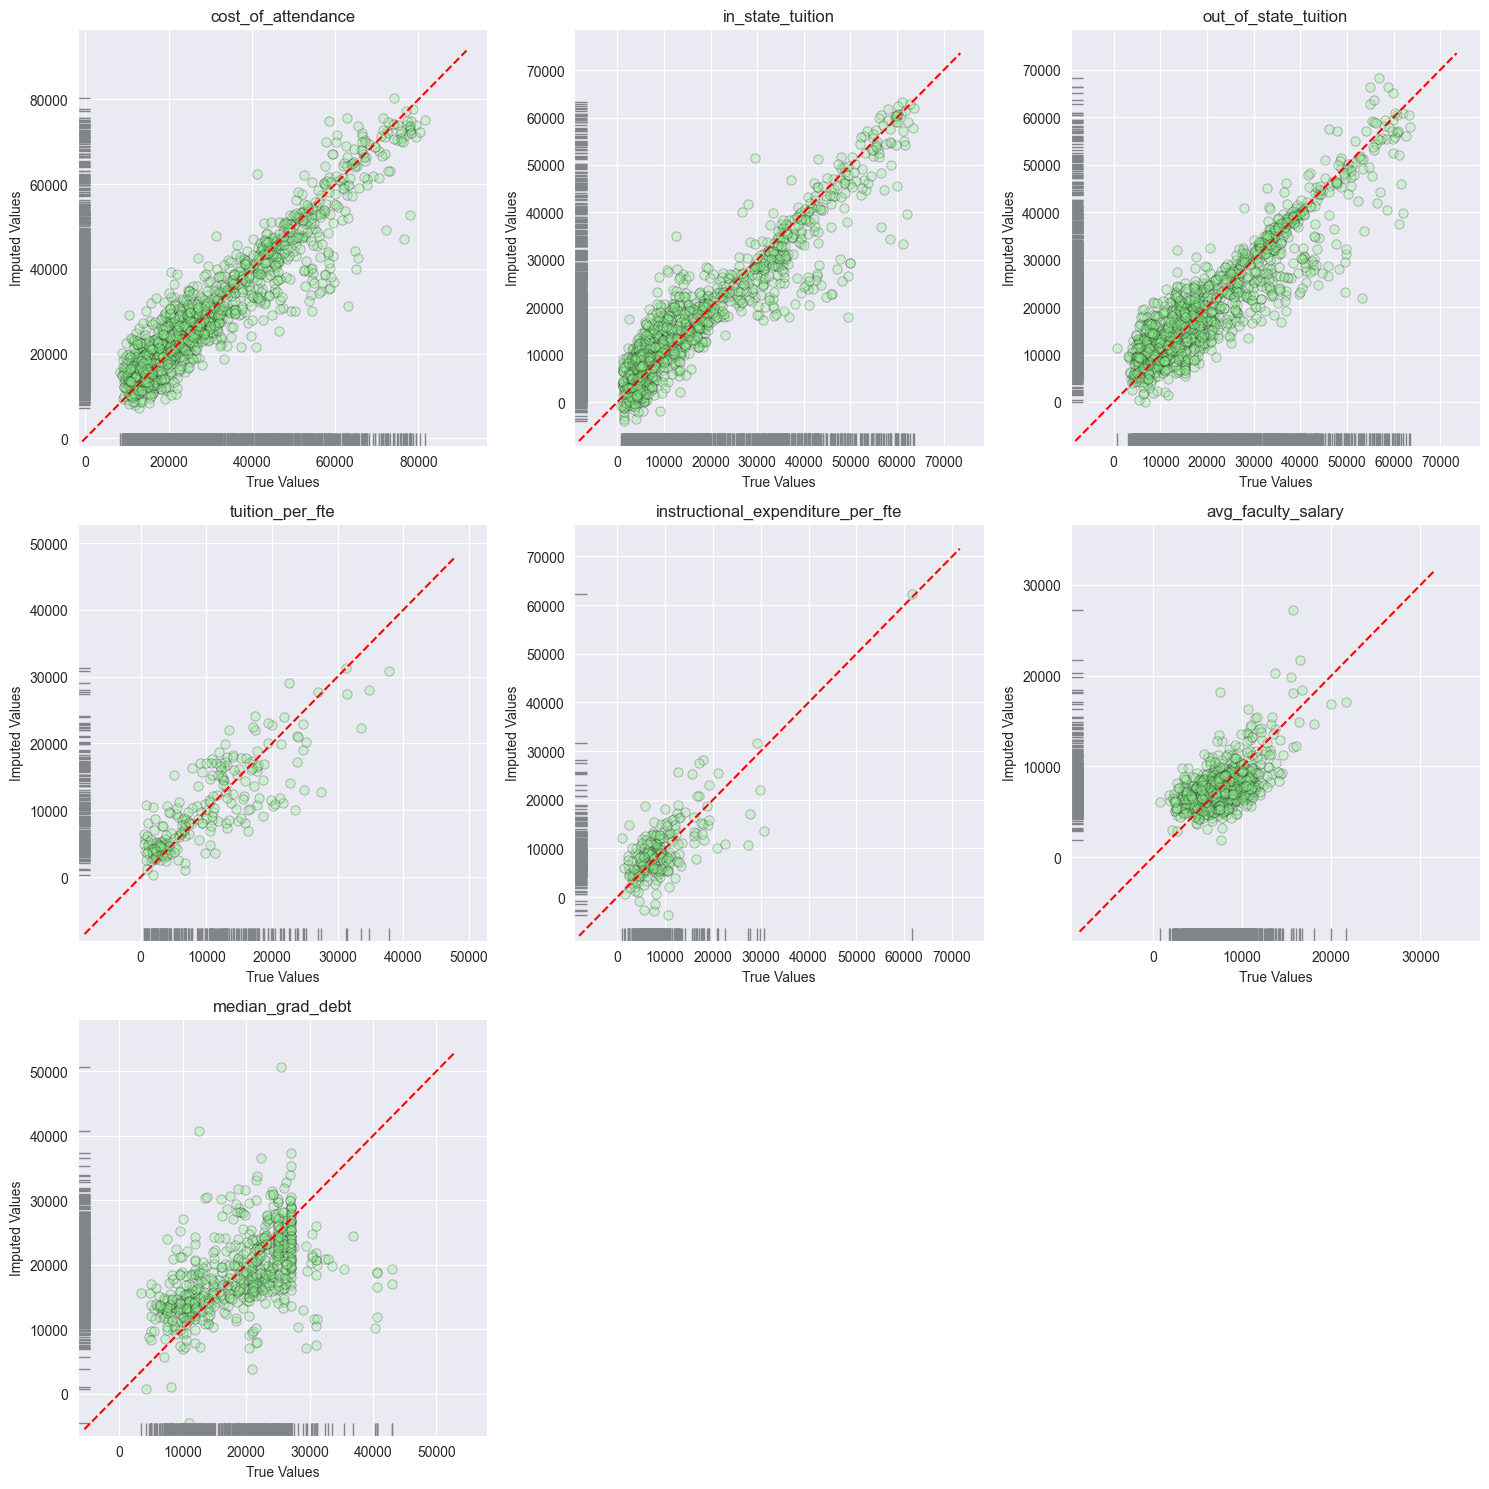 cost_of_attendance
in_state_tuition
out_of_state_tuition
Imputed Values
80000
60000
40000
20000
0
0 20000 40000 60000 80000
True Values
Imputed Values
70000
60000
50000
40000
30000
20000
10000
0
0 10000 20000 30000 40000 50000 60000 70000
True Values
Imputed Values
70000
60000
50000
40000
30000
20000
10000
0
0 10000 20000 30000 40000 50000 60000 70000
True Values
tuition_per_fte
instructional_expenditure_per_fte
avg_faculty_salary
Imputed Values
50000
40000
30000
20000
10000
0
0 10000 20000 30000 40000 50000
True Values
Imputed Values
70000
60000
50000
40000
30000
20000
10000
0
0 10000 20000 30000 40000 50000 60000 70000
True Values
Imputed Values
30000
20000
10000
0
0 10000 20000 30000
True Values
median_grad_debt
Imputed Values
50000
40000
30000
20000
10000
0
0 10000 20000 30000 40000 50000
True Values